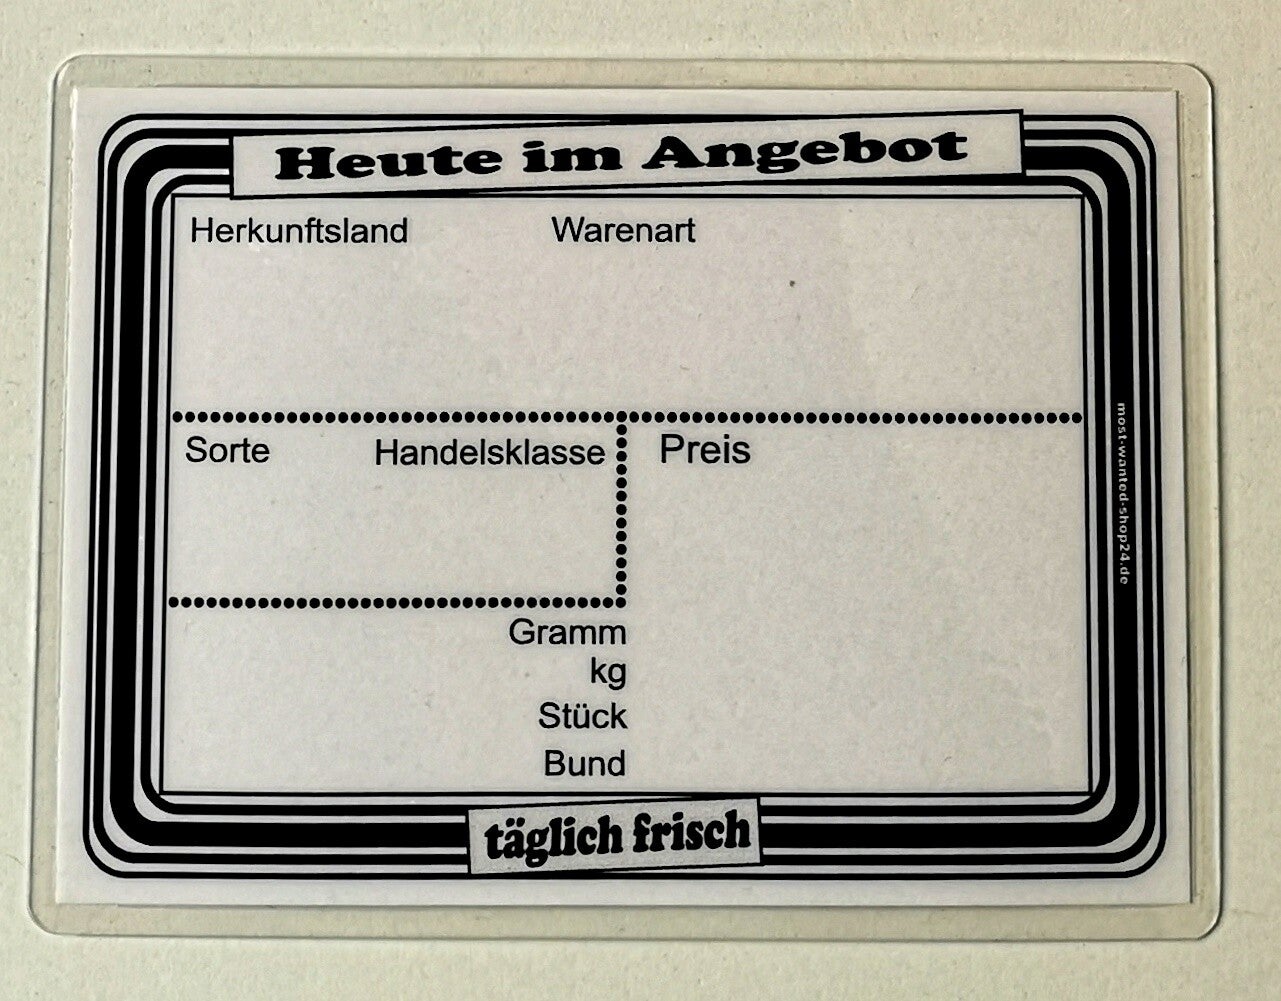 Heute im Angebot
Herkunftsland Warenart
Sorte Handelsklasse Preis
Gramm
kg
Stück
Bund
täglich frisch
most-wanted-shop24.de